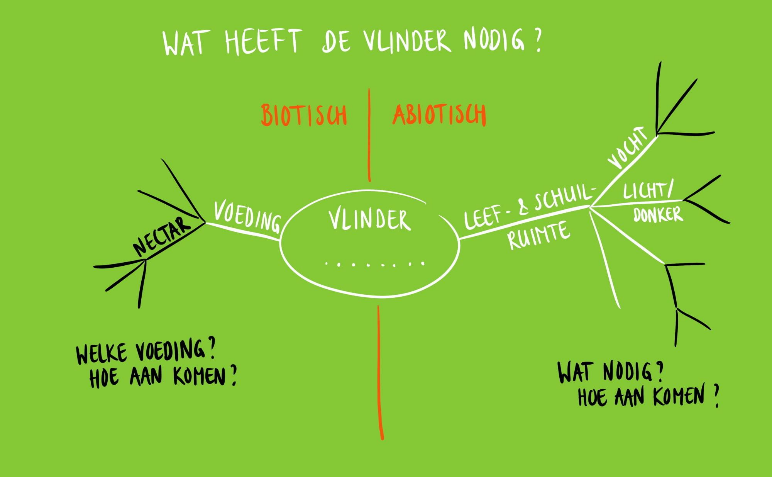 WAT HEEFT DE VLINDER NODIG?
BIOTISCH
ABIOTISCH
VOEDING
NECTAR
VLINDER
........
LEEF- & SCHUIL-
RUIMTE
VOCHT
LICHT/
DONKER
WELKE VOEDING?
HOE AAN KOMEN?
WAT NODIG?
HOE AAN KOMEN?